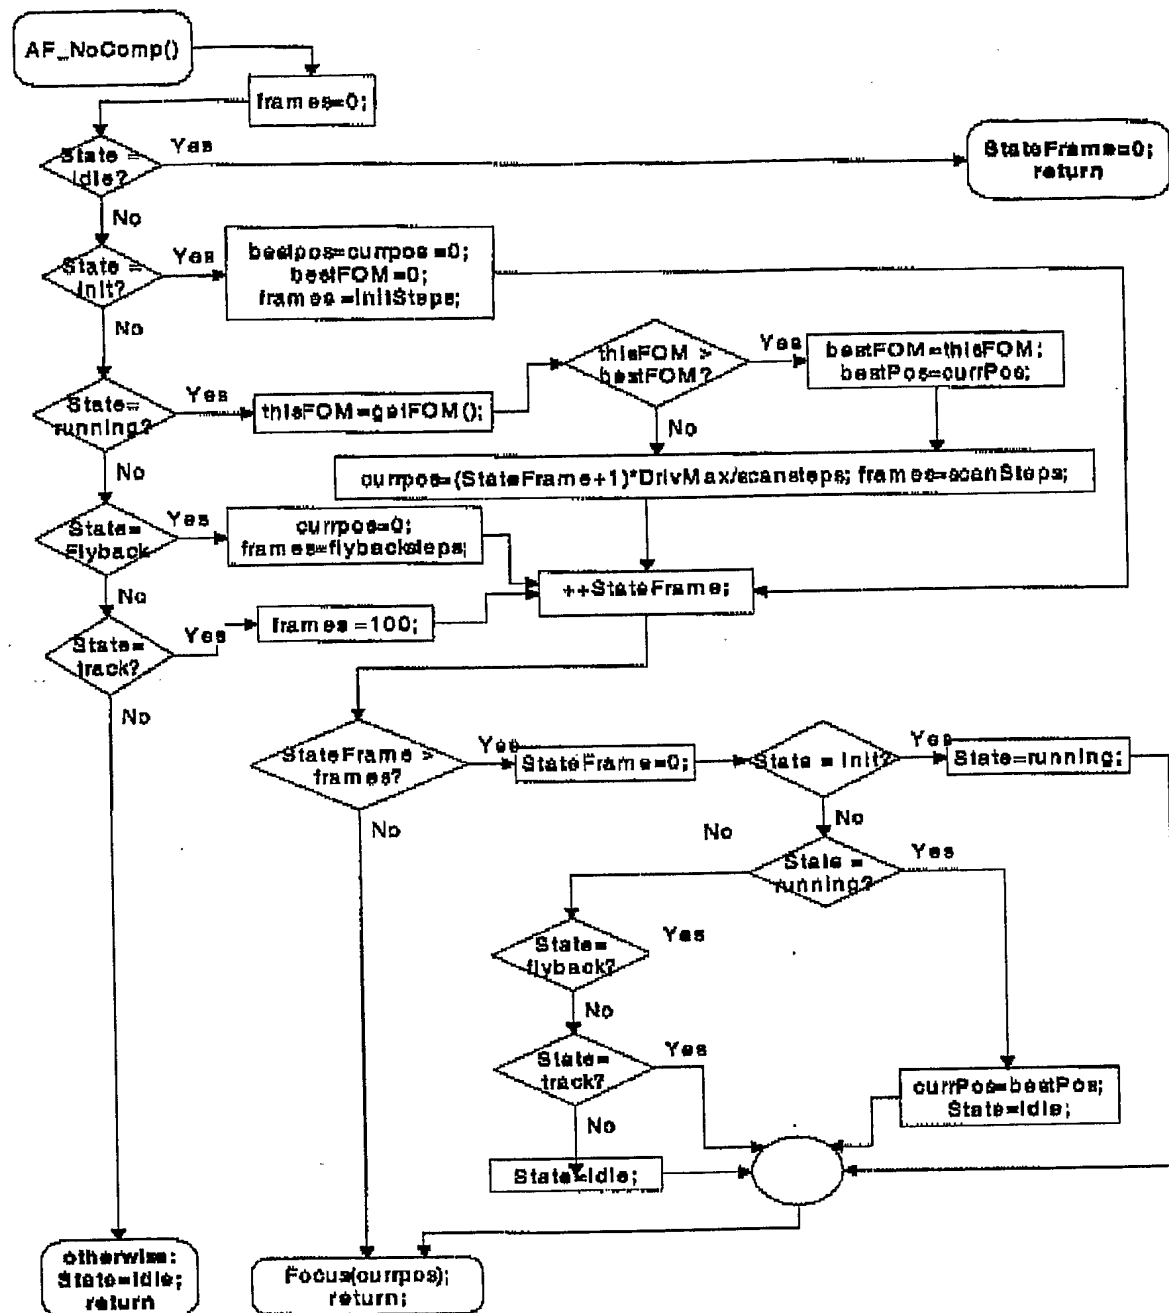 AF_NoComp()
frames=0;
State =
Idle?
Yes
StateFrame=0;
return
No
State =
Init?
Yes
bestpos=currpos =0;
bestFOM =0;
frames =InitSteps;
No
State=
running?
Yes
thisFOM=getFOM();
thisFOM >
bestFOM?
Yes
bestFOM=thisFOM;
bestPos=currPos;
No
currpos=(StateFrame+1)*DrivMax/scansteps; frames=scanSteps;
No
State=
Flyback
Yes
currpos=0;
frames=flybacksteps;
++StateFrame;
No
State=
track?
Yes
frames =100;
No
StateFrame >
frames?
Yes
StateFrame=0;
State = Init?
Yes
State=running;
No
No
No
State =
running?
Yes
State=
flyback?
Yes
No
State=
track?
Yes
currPos=bestPos;
State=Idle;
No
State=Idle;
otherwise:
State=Idle;
return
Focus(currpos);
return;